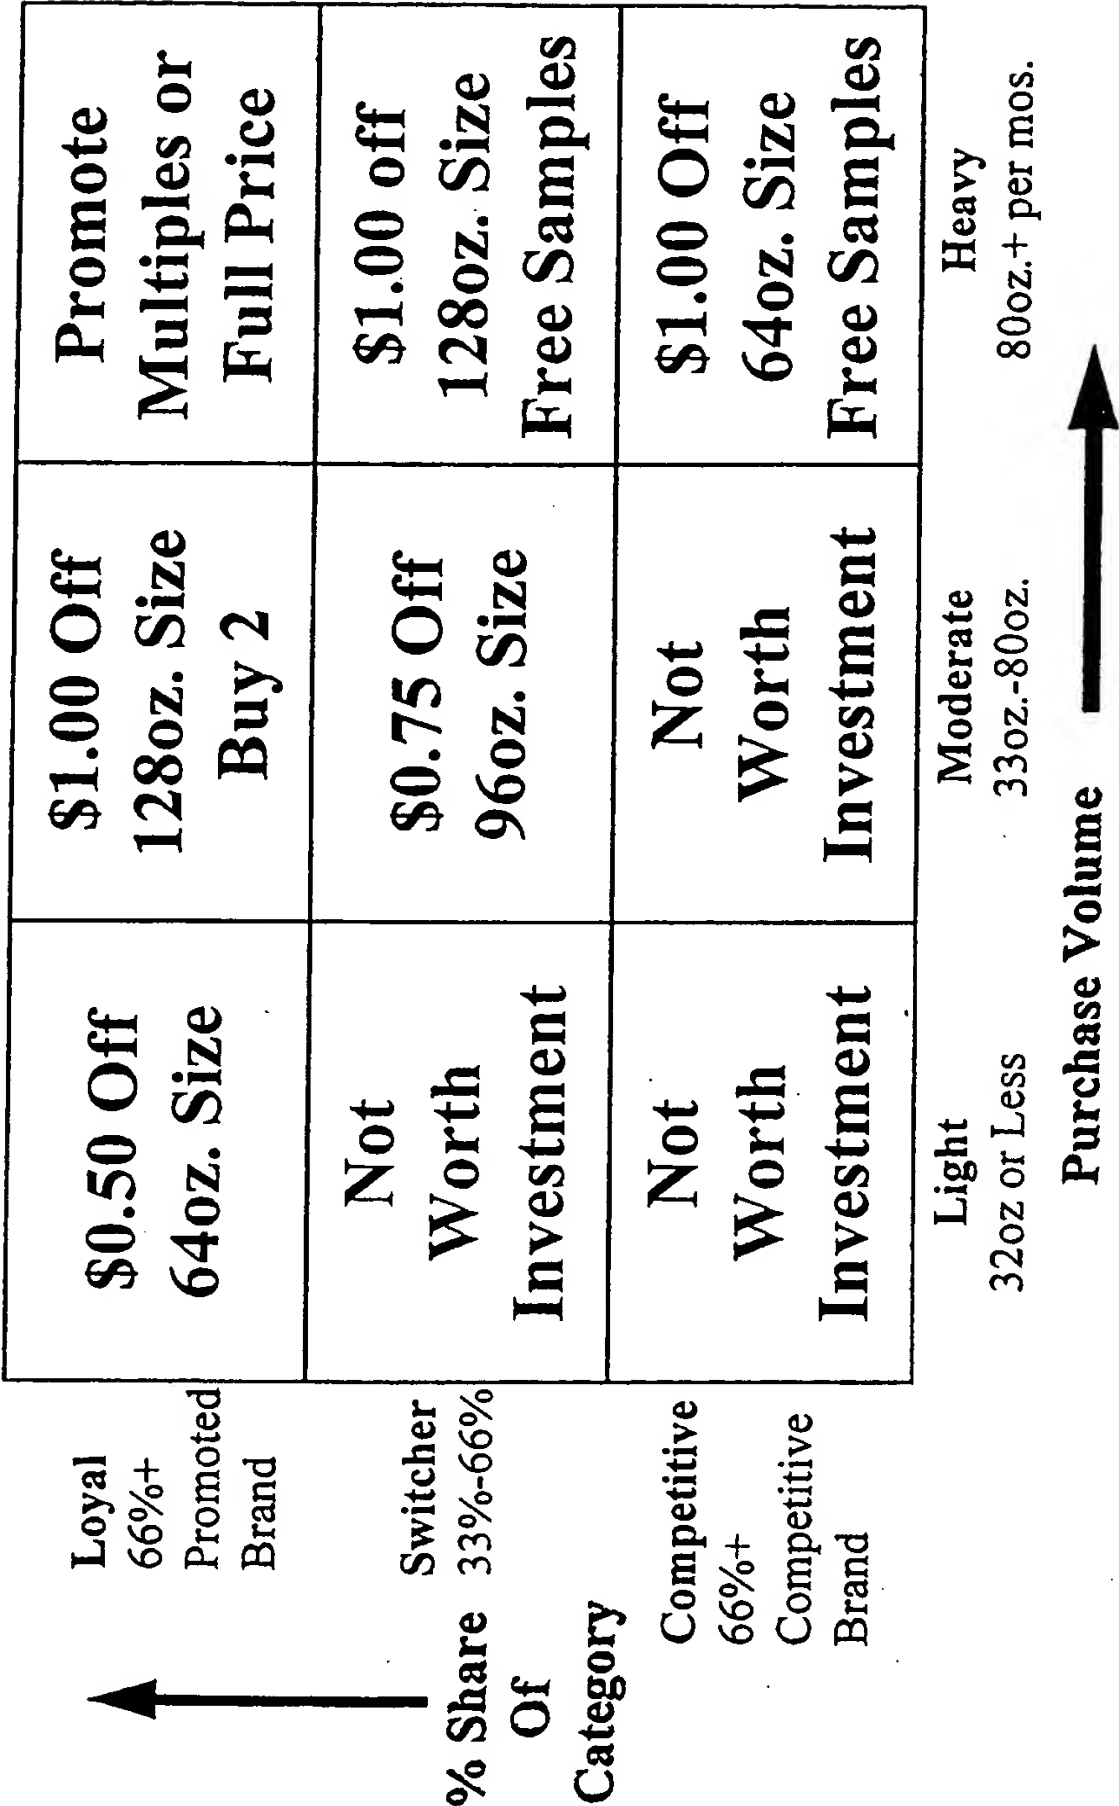 Loyal
66%+
Promoted
Brand
$0.50 Off
64oz. Size
$1.00 Off
128oz. Size
Buy 2
Promote
Multiples or
Full Price
% Share
Of
Category
Switcher
33%-66%
Not
Worth
Investment
$0.75 Off
96oz. Size
$1.00 off
128oz. Size
Free Samples
Competitive
66%+
Competitive
Brand
Not
Worth
Investment
Not
Worth
Investment
$1.00 Off
64oz. Size
Free Samples
Light
32oz or Less
Moderate
33oz.-80oz.
Heavy
80oz.+ per mos.
Purchase Volume